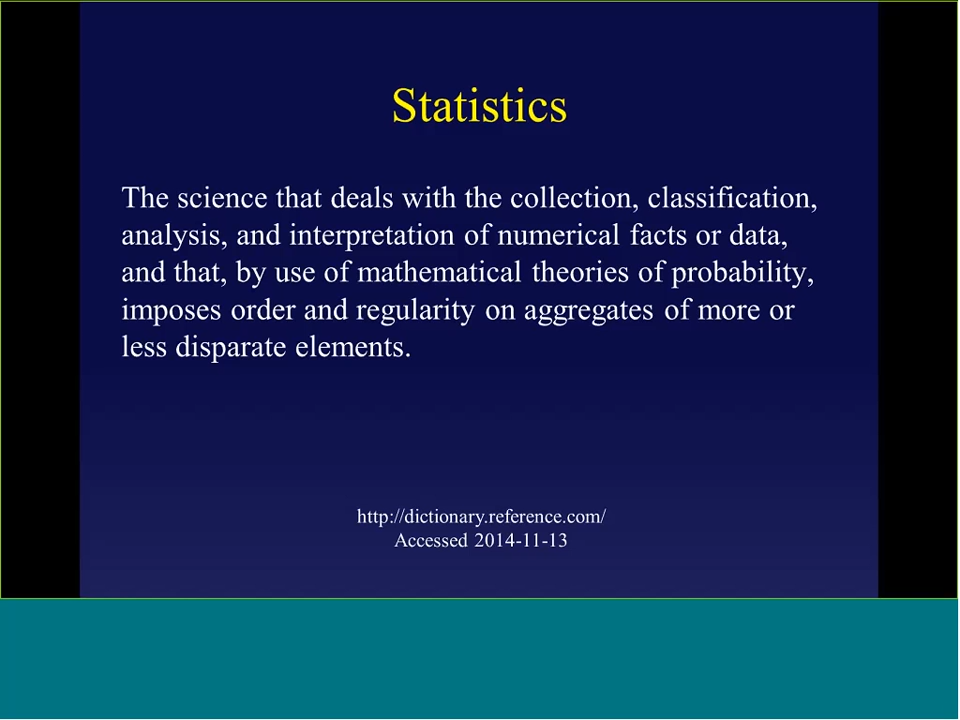 Statistics
The science that deals with the collection, classification,
analysis, and interpretation of numerical facts or data,
and that, by use of mathematical theories of probability,
imposes order and regularity on aggregates of more or
less disparate elements.
http://dictionary.reference.com/
Accessed 2014-11-13